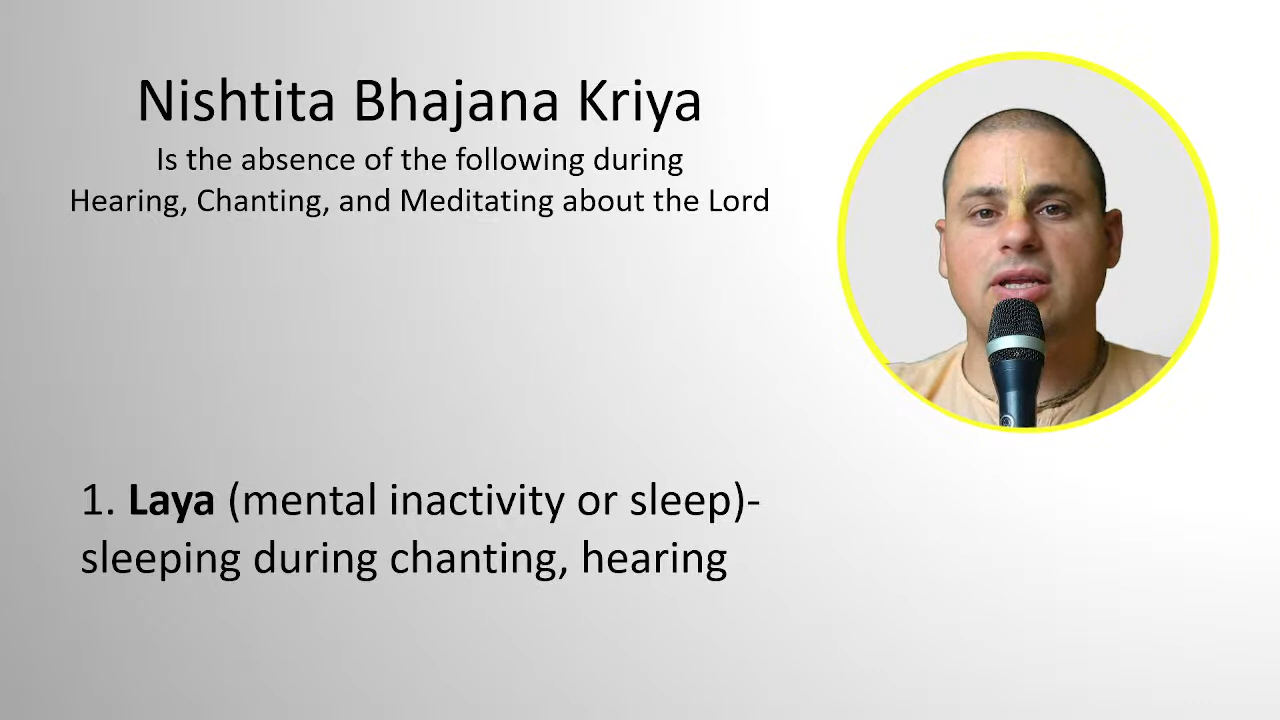 Nishtita Bhajana Kriya
Is the absence of the following during
Hearing, Chanting, and Meditating about the Lord
1. Laya (mental inactivity or sleep)-
sleeping during chanting, hearing